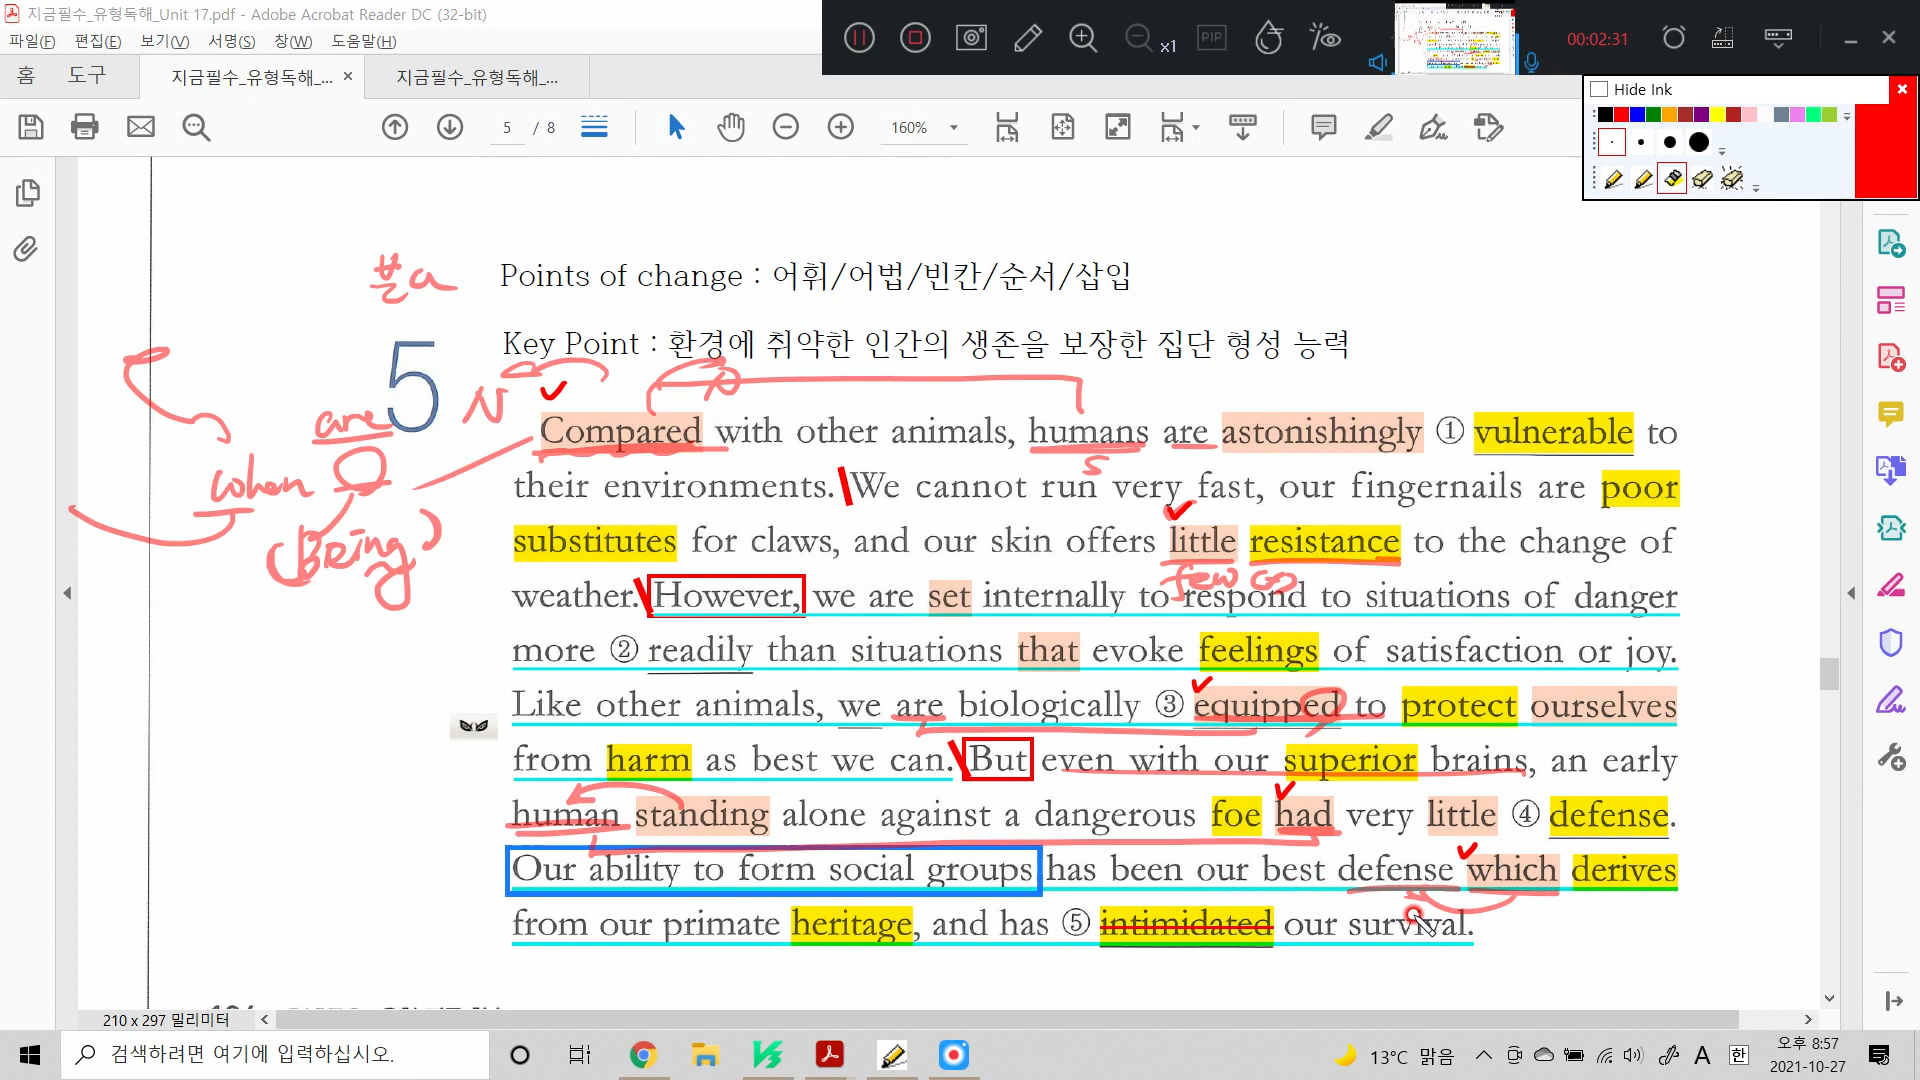 지금필수_유형독해_Unit 17.pdf - Adobe Acrobat Reader DC (32-bit)
파일(F) 편집(E) 보기(V) 서명(S) 창(W) 도움말(H)
x1 PIP 00:02:31
홈 도구 지금필수_유형독해_... × 지금필수_유형독해_...
Hide Ink
5 / 8 160%
분a
Points of change : 어휘/어법/빈칸/순서/삽입
5
Key Point : 환경에 취약한 인간의 생존을 보장한 집단 형성 능력
N
are
when
(Being)
Compared with other animals, humans are astonishingly ① vulnerable to
S
their environments. We cannot run very fast, our fingernails are poor
substitutes for claws, and our skin offers little resistance to the change of
few
weather. However, we are set internally to respond to situations of danger
more ② readily than situations that evoke feelings of satisfaction or joy.
Like other animals, we are biologically ③ equipped to protect ourselves
from harm as best we can. But even with our superior brains, an early
human standing alone against a dangerous foe had very little ④ defense.
Our ability to form social groups has been our best defense which derives
from our primate heritage, and has ⑤ intimidated our survival.
210 x 297 밀리미터
검색하려면 여기에 입력하십시오.
13°C 맑음 A 한 오후 8:57
2021-10-27